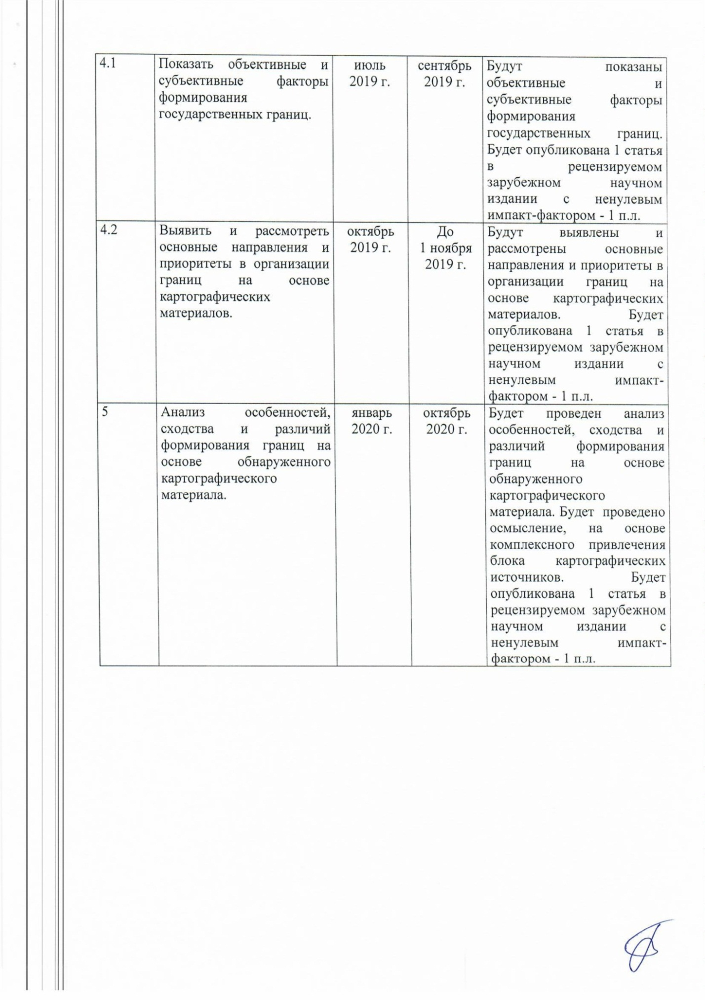 4.1
Показать объективные и
субъективные факторы
формирования
государственных границ.
июль
2019 г.
сентябрь
2019 г.
Будут показаны
объективные и
субъективные факторы
формирования
государственных границ.
Будет опубликована 1 статья
в рецензируемом
зарубежном научном
издании с ненулевым
импакт-фактором - 1 п.л.
4.2
Выявить и рассмотреть
основные направления и
приоритеты в организации
границ на основе
картографических
материалов.
октябрь
2019 г.
До
1 ноября
2019 г.
Будут выявлены и
рассмотрены основные
направления и приоритеты в
организации границ на
основе картографических
материалов. Будет
опубликована 1 статья в
рецензируемом зарубежном
научном издании с
ненулевым импакт-
фактором - 1 п.л.
5
Анализ особенностей,
сходства и различий
формирования границ на
основе обнаруженного
картографического
материала.
январь
2020 г.
октябрь
2020 г.
Будет проведен анализ
особенностей, сходства и
различий формирования
границ на основе
обнаруженного
картографического
материала. Будет проведено
осмысление, на основе
комплексного привлечения
блока картографических
источников. Будет
опубликована 1 статья в
рецензируемом зарубежном
научном издании с
ненулевым импакт-
фактором - 1 п.л.